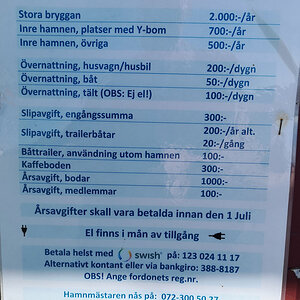 Stora bryggan 2.000:-/år
Inre hamnen, platser med Y-bom 700:-/år
Inre hamnen, övriga 500:-/år
Övernattning, husvagn/husbil 200:-/dygn
Övernattning, båt 50:-/dygn
Övernattning, tält (OBS: Ej el!) 100:-/dygn
Slipavgift, engångssumma 300:-
Slipavgift, trailerbåtar 200:-/år alt.
20:-/gång
Båttrailer, användning utom hamnen 100:-
Kaffeboden 300:-
Årsavgift, bodar 1000:-
Årsavgift, medlemmar 100:-
Årsavgifter skall vara betalda innan den 1 Juli
El finns i mån av tillgång
Betala helst med swish på: 123 024 11 17
Alternativt kontant eller via bankgiro: 388-8187
OBS! Ange fordonets reg.nr.
Hamnmästaren nås på: 072-300 50 27